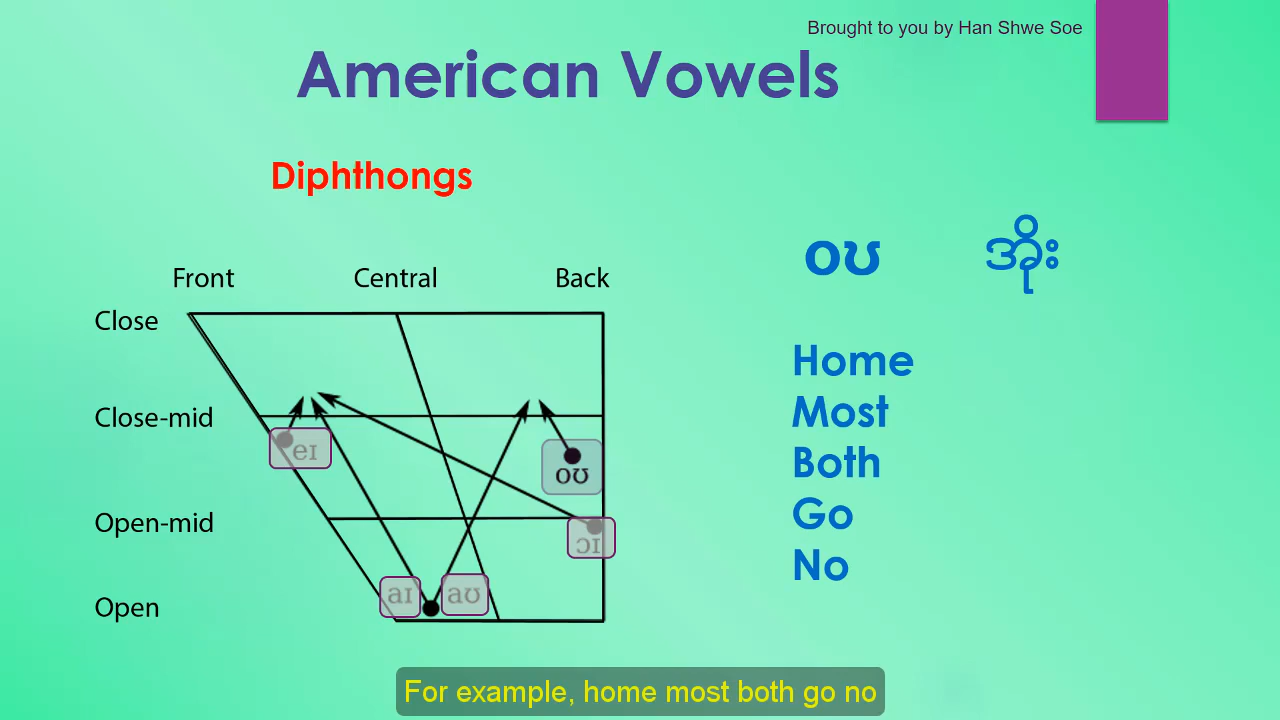 Brought to you by Han Shwe Soe
American Vowels
Diphthongs
oʊ အိုး
Front Central Back
Close
Close-mid
Open-mid
Open
eɪ
oʊ
ɔɪ
aɪ aʊ
Home
Most
Both
Go
No
For example, home most both go no